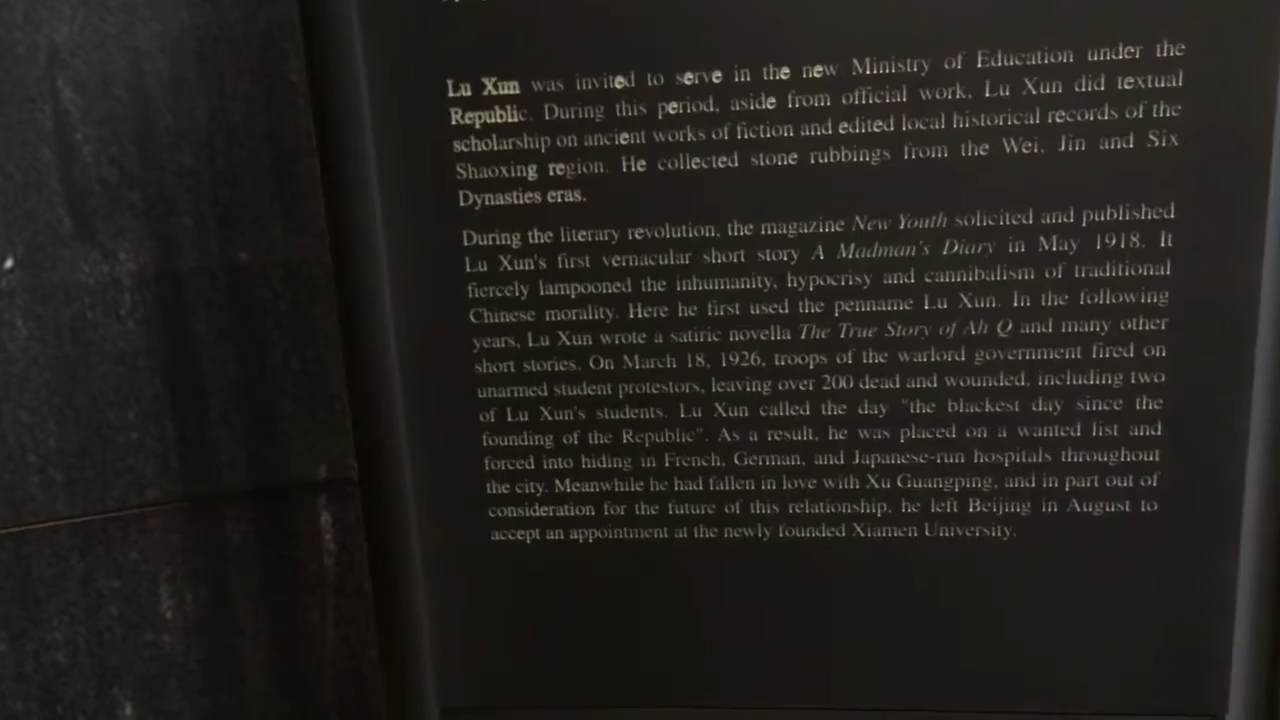 Lu Xun was invited to serve in the new Ministry of Education under the
Republic. During this period, aside from official work, Lu Xun did textual
scholarship on ancient works of fiction and edited local historical records of the
Shaoxing region. He collected stone rubbings from the Wei, Jin and Six
Dynasties eras.
During the literary revolution, the magazine New Youth solicited and published
Lu Xun's first vernacular short story A Madman's Diary in May 1918. It
fiercely lampooned the inhumanity, hypocrisy and cannibalism of traditional
Chinese morality. Here he first used the penname Lu Xun. In the following
years, Lu Xun wrote a satiric novella The True Story of Ah Q and many other
short stories. On March 18, 1926, troops of the warlord government fired on
unarmed student protestors, leaving over 200 dead and wounded, including two
of Lu Xun's students. Lu Xun called the day "the blackest day since the
founding of the Republic". As a result, he was placed on a wanted list and
forced into hiding in French, German, and Japanese-run hospitals throughout
the city. Meanwhile he had fallen in love with Xu Guangping, and in part out of
consideration for the future of this relationship, he left Beijing in August to
accept an appointment at the newly founded Xiamen University.